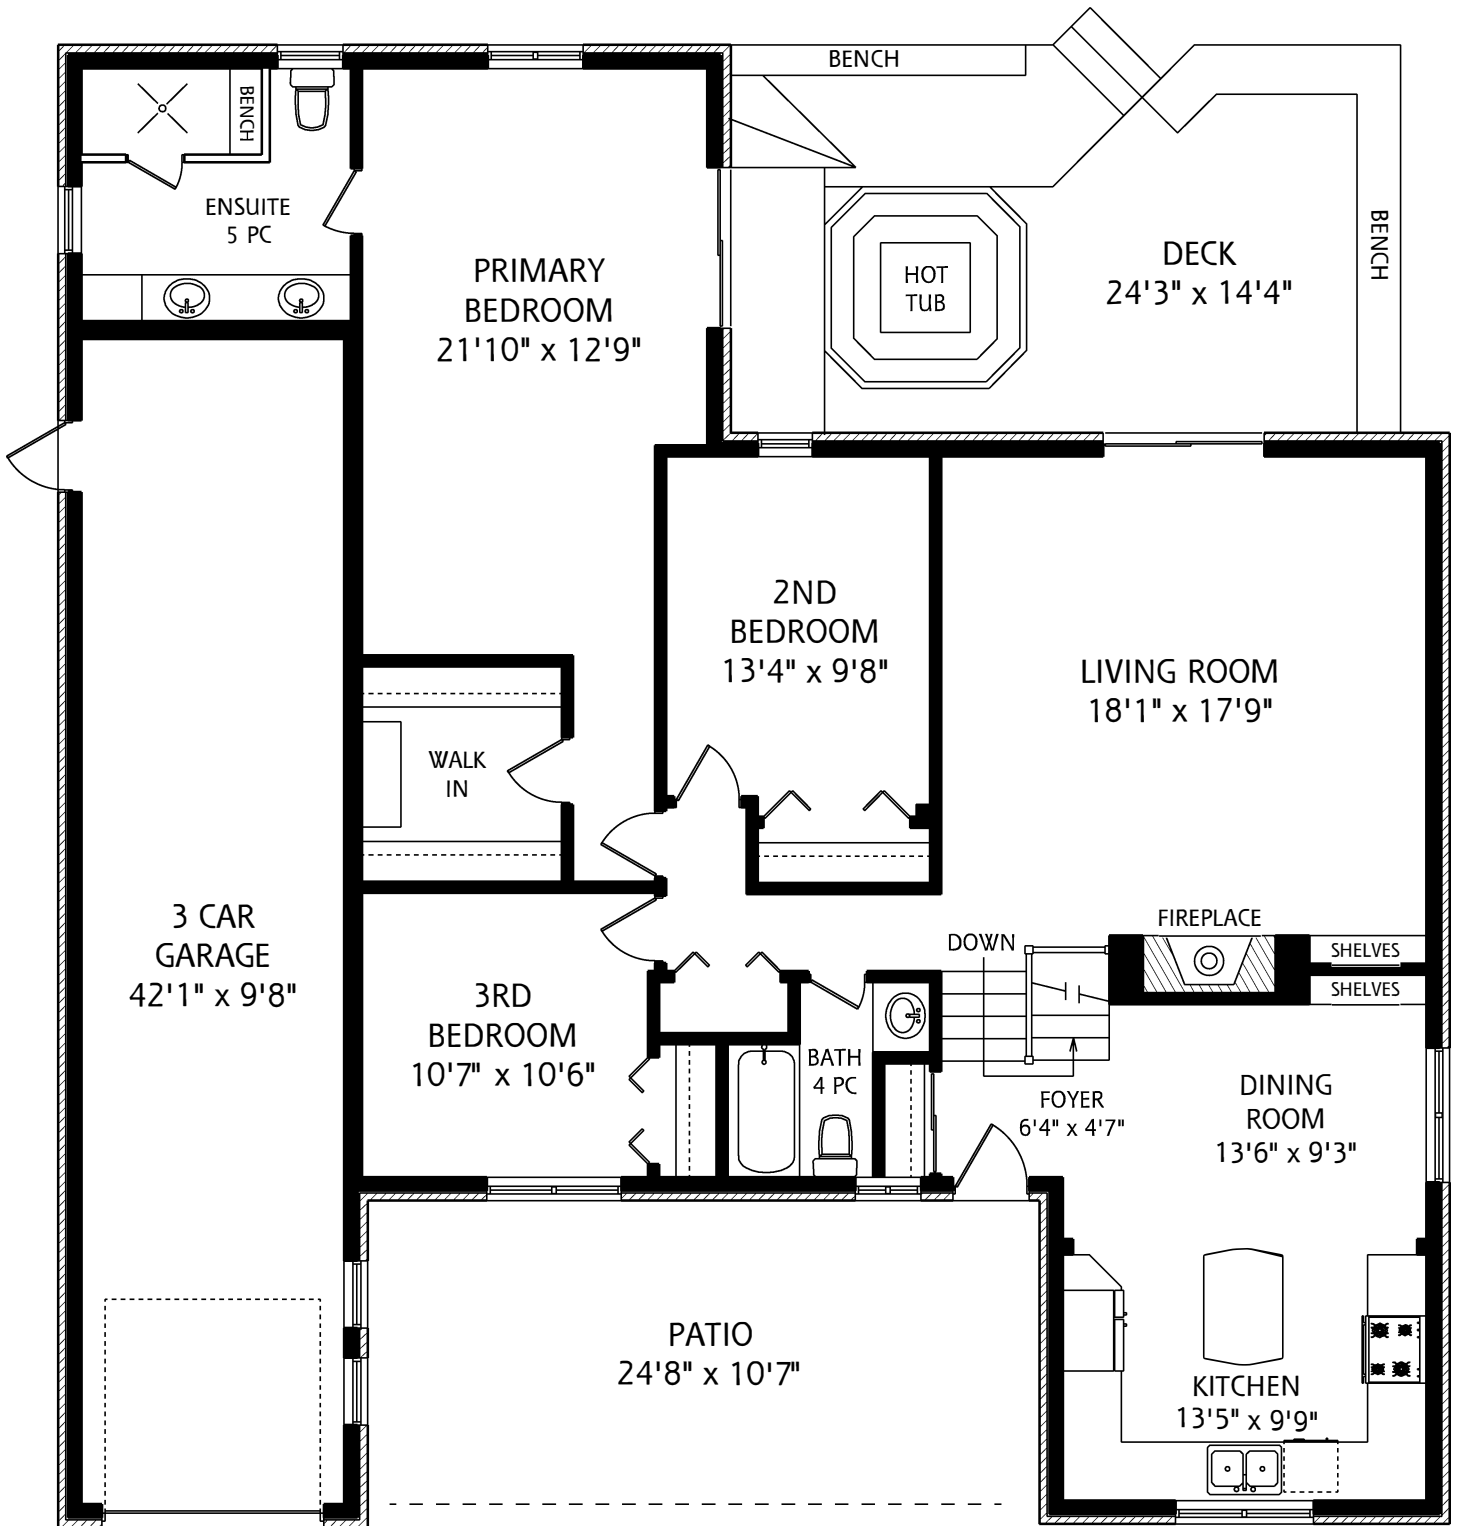 BENCH
BENCH
ENSUITE
5 PC
PRIMARY
BEDROOM
21'10" x 12'9"
HOT
TUB
DECK
24'3" x 14'4"
BENCH
2ND
BEDROOM
13'4" x 9'8"
LIVING ROOM
18'1" x 17'9"
WALK
IN
3 CAR
GARAGE
42'1" x 9'8"
FIREPLACE
DOWN
SHELVES
SHELVES
3RD
BEDROOM
10'7" x 10'6"
BATH
4 PC
FOYER
6'4" x 4'7"
DINING
ROOM
13'6" x 9'3"
PATIO
24'8" x 10'7"
KITCHEN
13'5" x 9'9"